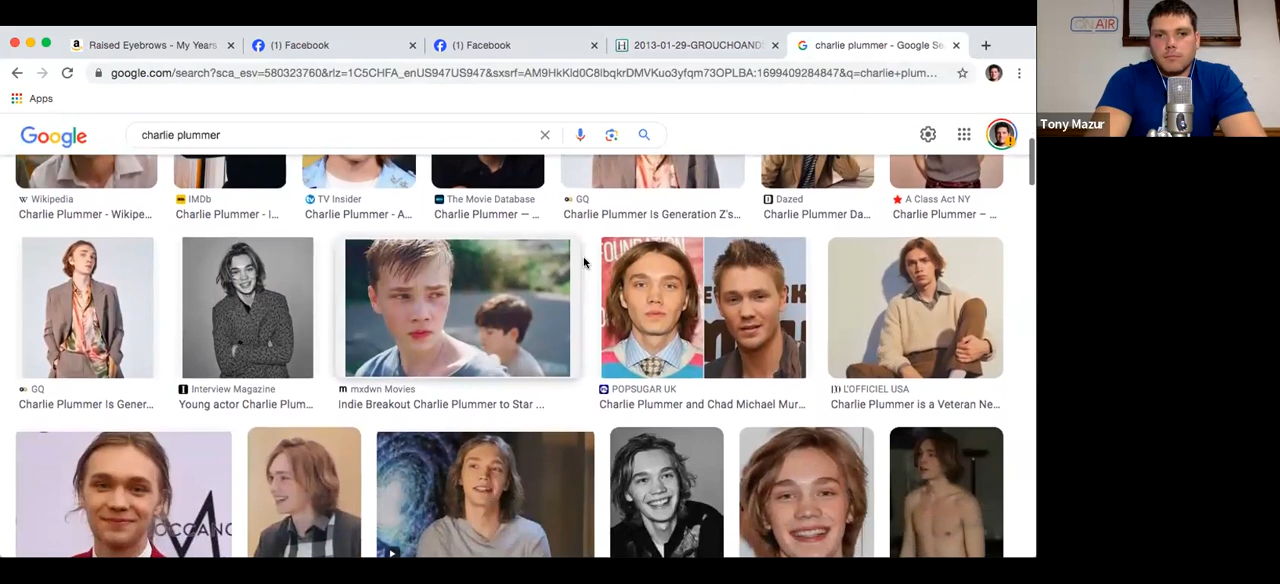 Raised Eyebrows - My Years
(1) Facebook
(1) Facebook
2013-01-29-GROUCHOAND
charlie plummer - Google Se
google.com/search?sca_esv=580323760&rlz=1C5CHFA_enUS947US947&sxsrf=AM9HkKld0C8lbqkrDMVKuo3yfqm73OPLBA:1699409284847&q=charlie+plum...
Apps
ON AIR
Tony Mazur
Google
charlie plummer
Wikipedia
IMDb
TV Insider
The Movie Database
GQ
Dazed
A Class Act NY
Charlie Plummer - Wikipe...
Charlie Plummer - I...
Charlie Plummer - A...
Charlie Plummer — ...
Charlie Plummer Is Generation Z's...
Charlie Plummer Da...
Charlie Plummer – ...
FOUNDATION
GQ
Interview Magazine
mxdwn Movies
POPSUGAR UK
L'OFFICIEL USA
Charlie Plummer Is Gener...
Young actor Charlie Plum...
Indie Breakout Charlie Plummer to Star ...
Charlie Plummer and Chad Michael Mur...
Charlie Plummer is a Veteran Ne...